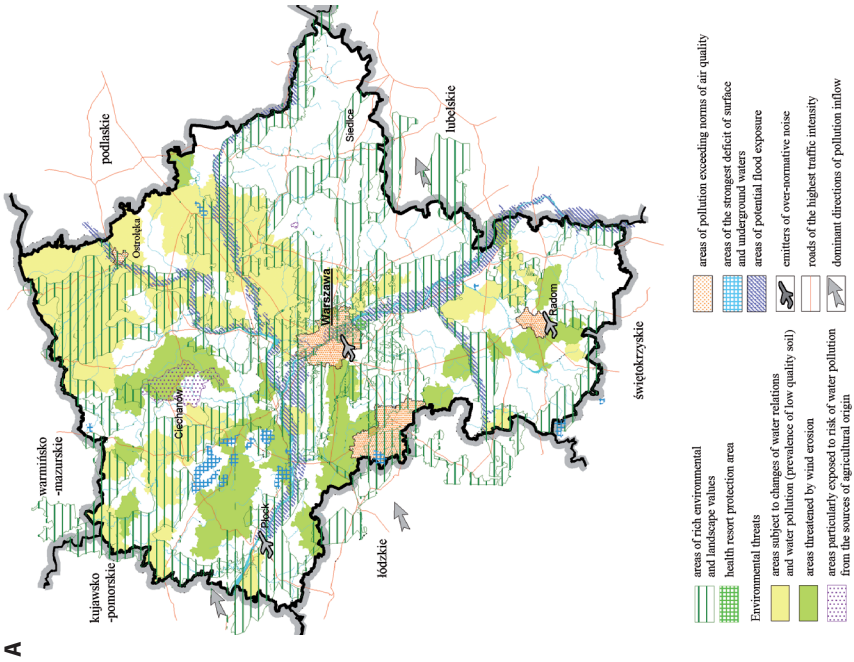 A
warmińsko
-mazurskie
podlaskie
kujawsko
-pomorskie
Ostrołęka
Ciechanów
Płock
Warszawa
Siedlce
łódzkie
lubelskie
Radom
świętokrzyskie
areas of rich environmental
and landscape values
health resort protection area
Environmental threats
areas subject to changes of water relations
and water pollution (prevalence of low quality soil)
areas threatened by wind erosion
areas particularly exposed to risk of water pollution
from the sources of agricultural origin
areas of pollution exceeding norms of air quality
areas of the strongest deficit of surface
and underground waters
areas of potential flood exposure
emitters of over-normative noise
roads of the highest traffic intensity
dominant directions of pollution inflow